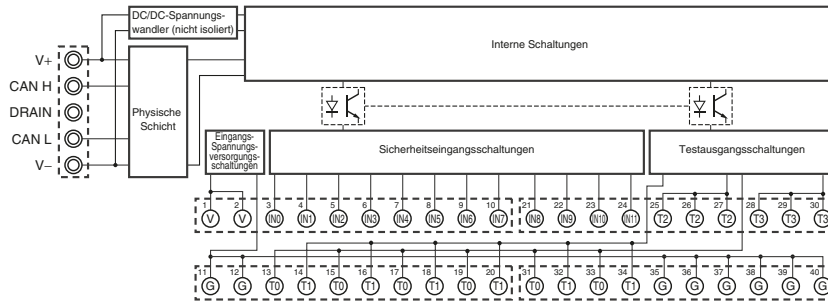 DC/DC-Spannungs-
wandler (nicht isoliert)
Interne Schaltungen
V+
CAN H
DRAIN
CAN L
V–
Physische
Schicht
Eingangs-
Spannungs-
versorgungs-
schaltungen
Sicherheitseingangsschaltungen
Testausgangsschaltungen
1 2 3 4 5 6 7 8 9 10 21 22 23 24 25 26 27 28 29 30
V V IN0 IN1 IN2 IN3 IN4 IN5 IN6 IN7 IN8 IN9 IN10 IN11 T2 T2 T2 T3 T3 T3
11 12 13 14 15 16 17 18 19 20 31 32 33 34 35 36 37 38 39 40
G G T0 T1 T0 T1 T0 T1 T0 T1 T0 T0 T0 T1 G G G G G G